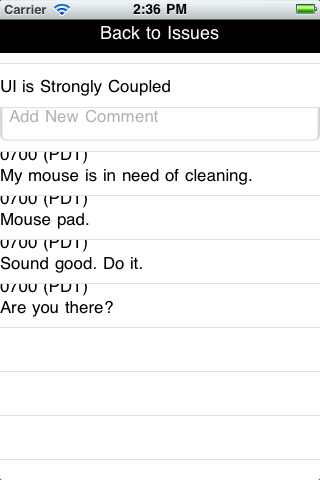 Carrier 2:36 PM
Back to Issues
UI is Strongly Coupled
Add New Comment
0700 (PDT)
My mouse is in need of cleaning.
0700 (PDT)
Mouse pad.
0700 (PDT)
Sound good. Do it.
0700 (PDT)
Are you there?